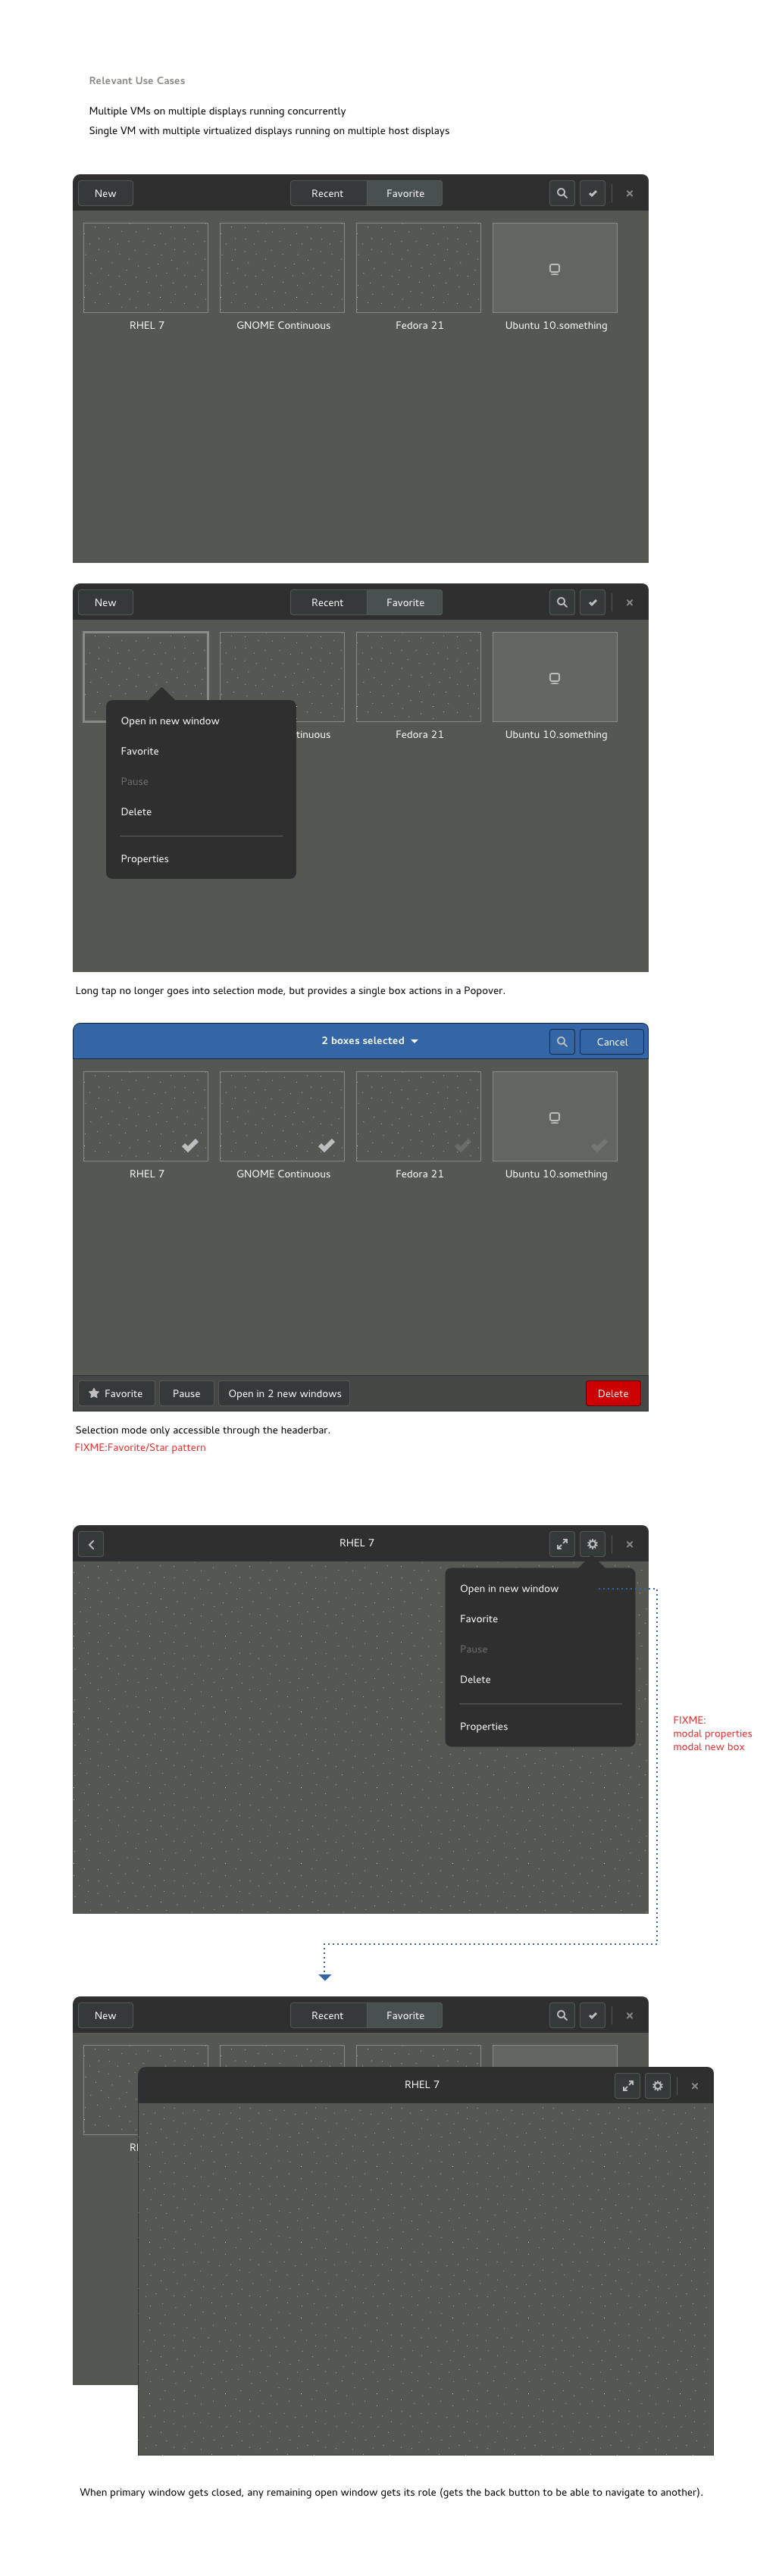 Relevant Use Cases
Multiple VMs on multiple displays running concurrently
Single VM with multiple virtualized displays running on multiple host displays
New
Recent
Favorite
RHEL 7
GNOME Continuous
Fedora 21
Ubuntu 10.something
New
Recent
Favorite
Open in new window
Favorite
Pause
Delete
Properties
tinuous
Fedora 21
Ubuntu 10.something
Long tap no longer goes into selection mode, but provides a single box actions in a Popover.
2 boxes selected
Cancel
RHEL 7
GNOME Continuous
Fedora 21
Ubuntu 10.something
Favorite
Pause
Open in 2 new windows
Delete
Selection mode only accessible through the headerbar.
FIXME:Favorite/Star pattern
RHEL 7
Open in new window
Favorite
Pause
Delete
Properties
FIXME:
modal properties
modal new box
New
Recent
Favorite
RHEL 7
When primary window gets closed, any remaining open window gets its role (gets the back button to be able to navigate to another).